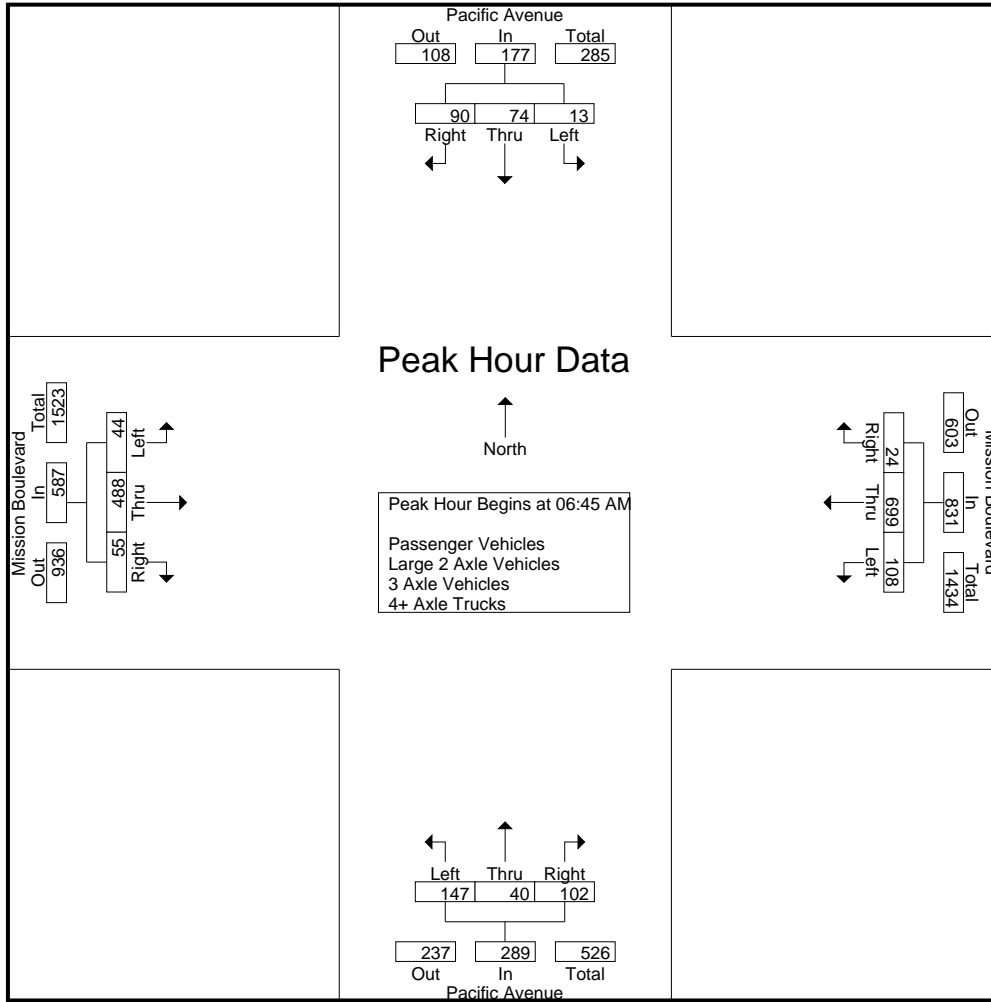 Pacific Avenue
Out In Total
108 177 285
90 74 13
Right Thru Left
Peak Hour Data
North
Peak Hour Begins at 06:45 AM
Passenger Vehicles
Large 2 Axle Vehicles
3 Axle Vehicles
4+ Axle Trucks
Mission Boulevard
Out In Total
936 587 1523
Left Thru Right
44 488 55
Mission Boulevard
Out In Total
603 831 1434
Right Thru Left
24 699 108
Left Thru Right
147 40 102
237 289 526
Out In Total
Pacific Avenue